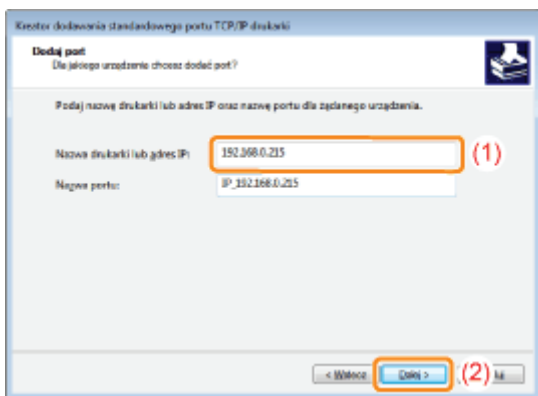 Kreator dodawania standardowego portu TCP/IP drukarki
Dodaj port
Dla jakiego urządzenia chcesz dodać port?
Podaj nazwę drukarki lub adres IP oraz nazwę portu dla żądanego urządzenia.
Nazwa drukarki lub adres IP: 192.168.0.215 (1)
Nazwa portu: IP_192.168.0.215
< Wstecz Dalej > (2)